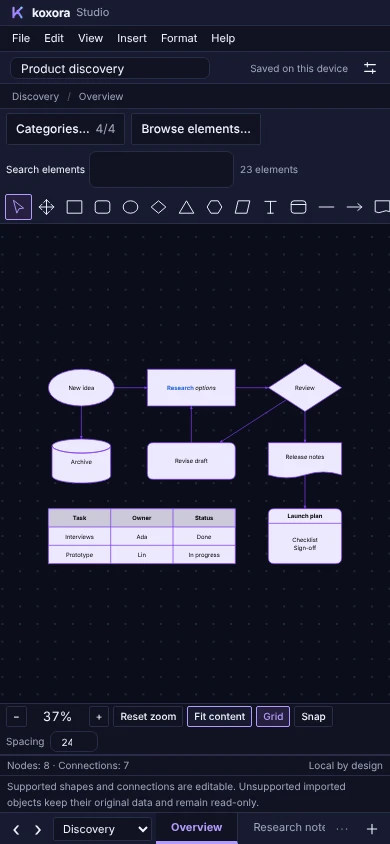 koxora Studio
File Edit View Insert Format Help
Product discovery Saved on this device
Discovery / Overview
Categories... 4/4 Browse elements...
Search elements 23 elements
New idea Research options Review
Archive Revise draft Release notes
Task Owner Status
Interviews Ada Done
Prototype Lin In progress
Launch plan
Checklist
Sign-off
- 37% + Reset zoom Fit content Grid Snap
Spacing 24
Nodes: 8 · Connections: 7 Local by design
Supported shapes and connections are editable. Unsupported imported
objects keep their original data and remain read-only.
Discovery Overview Research note ... +